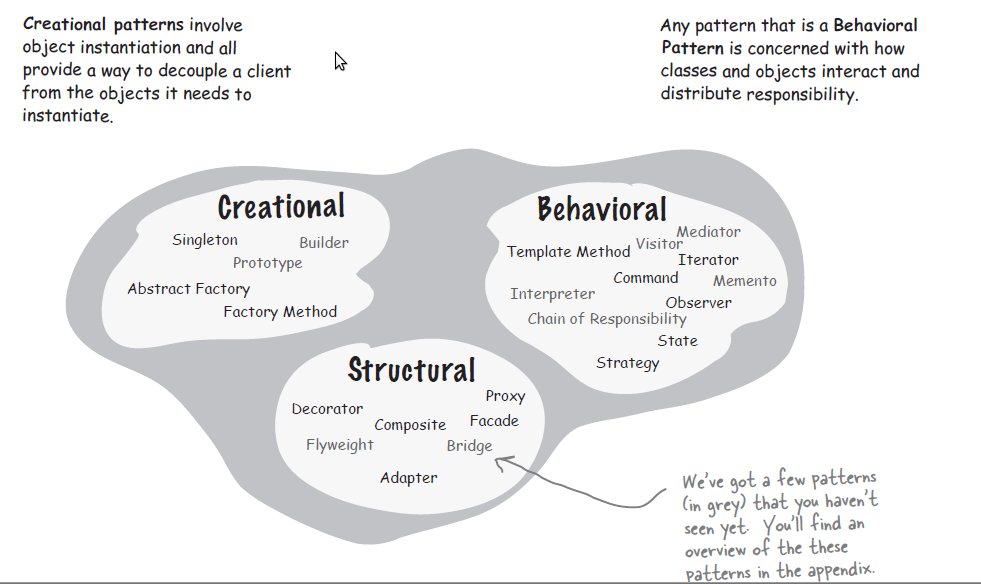 Creational patterns involve
object instantiation and all
provide a way to decouple a client
from the objects it needs to
instantiate.
Any pattern that is a Behavioral
Pattern is concerned with how
classes and objects interact and
distribute responsibility.
Creational
Singleton
Builder
Prototype
Abstract Factory
Factory Method
Behavioral
Mediator
Template Method
Visitor
Iterator
Command
Memento
Interpreter
Observer
Chain of Responsibility
State
Strategy
Structural
Proxy
Decorator
Composite
Facade
Flyweight
Bridge
Adapter
We've got a few patterns
(in grey) that you haven't
seen yet. You'll find an
overview of the these
patterns in the appendix.